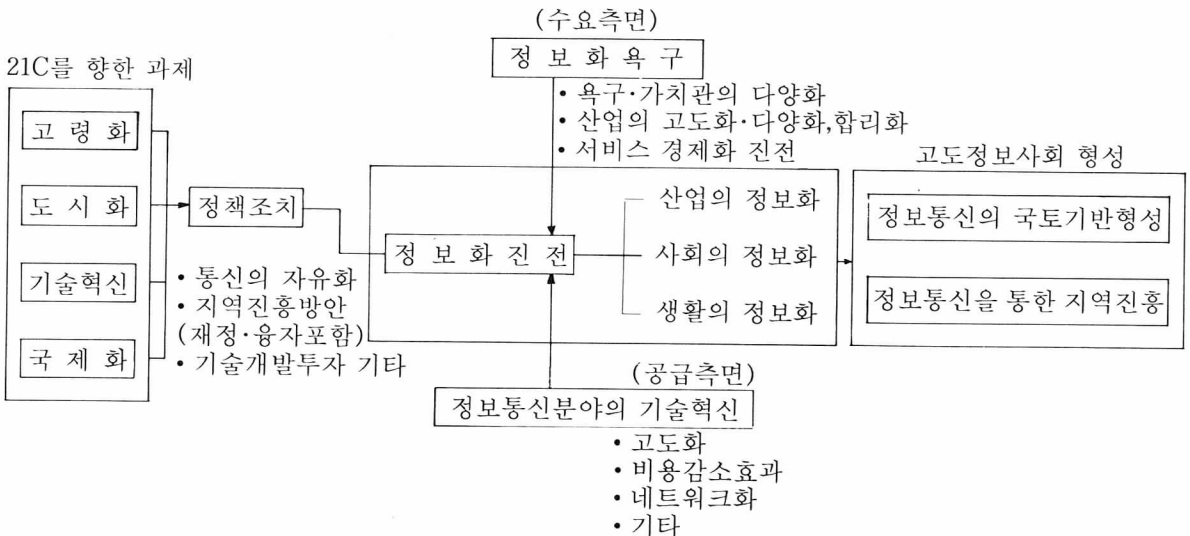 (수요측면)
정 보 화 욕 구
• 욕구·가치관의 다양화
• 산업의 고도화·다양화,합리화
• 서비스 경제화 진전
21C를 향한 과제
고 령 화
도 시 화
기술혁신
국 제 화
정책조치
• 통신의 자유화
• 지역진흥방안
(재정·융자포함)
• 기술개발투자 기타
정 보 화 진 전
산업의 정보화
사회의 정보화
생활의 정보화
고도정보사회 형성
정보통신의 국토기반형성
정보통신을 통한 지역진흥
(공급측면)
정보통신분야의 기술혁신
• 고도화
• 비용감소효과
• 네트워크화
• 기타